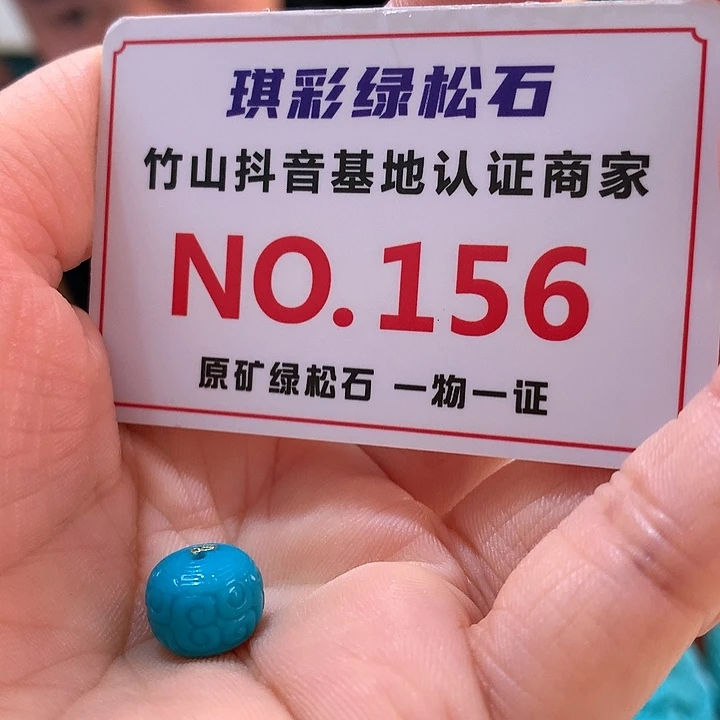 琪彩绿松石
竹山抖音基地认证商家
NO.156
原矿绿松石 一物一证